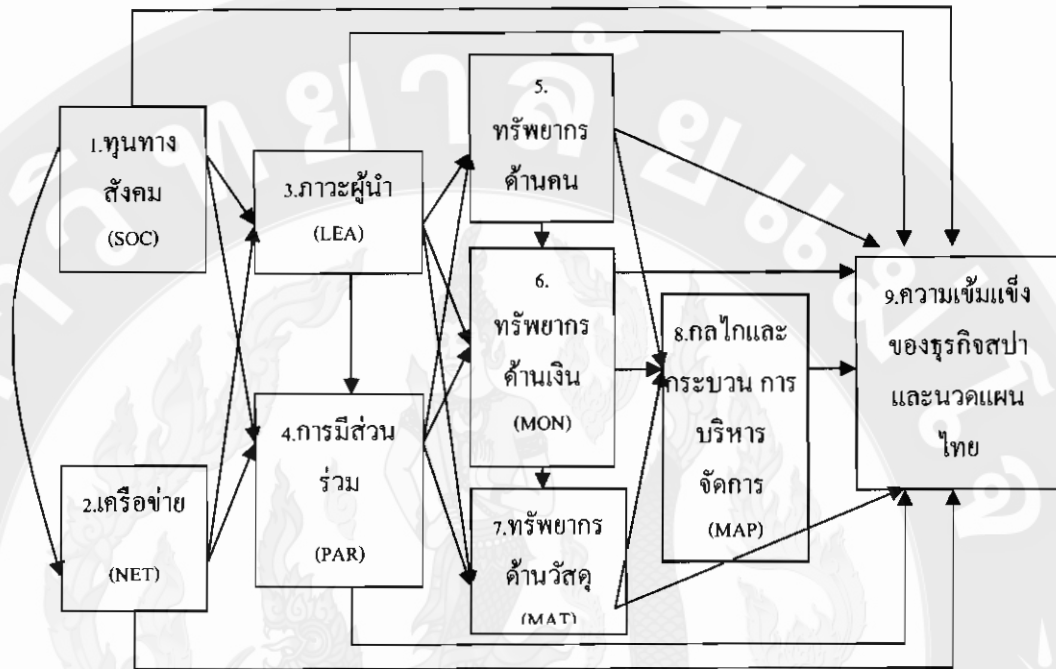 1.ทุนทาง
สังคม
(SOC)
2.เครือข่าย
(NET)
3.ภาวะผู้นำ
(LEA)
4.การมีส่วน
ร่วม
(PAR)
5.
ทรัพยากร
ด้านคน
6.
ทรัพยากร
ด้านเงิน
(MON)
7.ทรัพยากร
ด้านวัสดุ
(MAT)
8.กลไกและ
กระบวน การ
บริหาร
จัดการ
(MAP)
9.ความเข้มแข็ง
ของธุรกิจสปา
และนวดแผน
ไทย